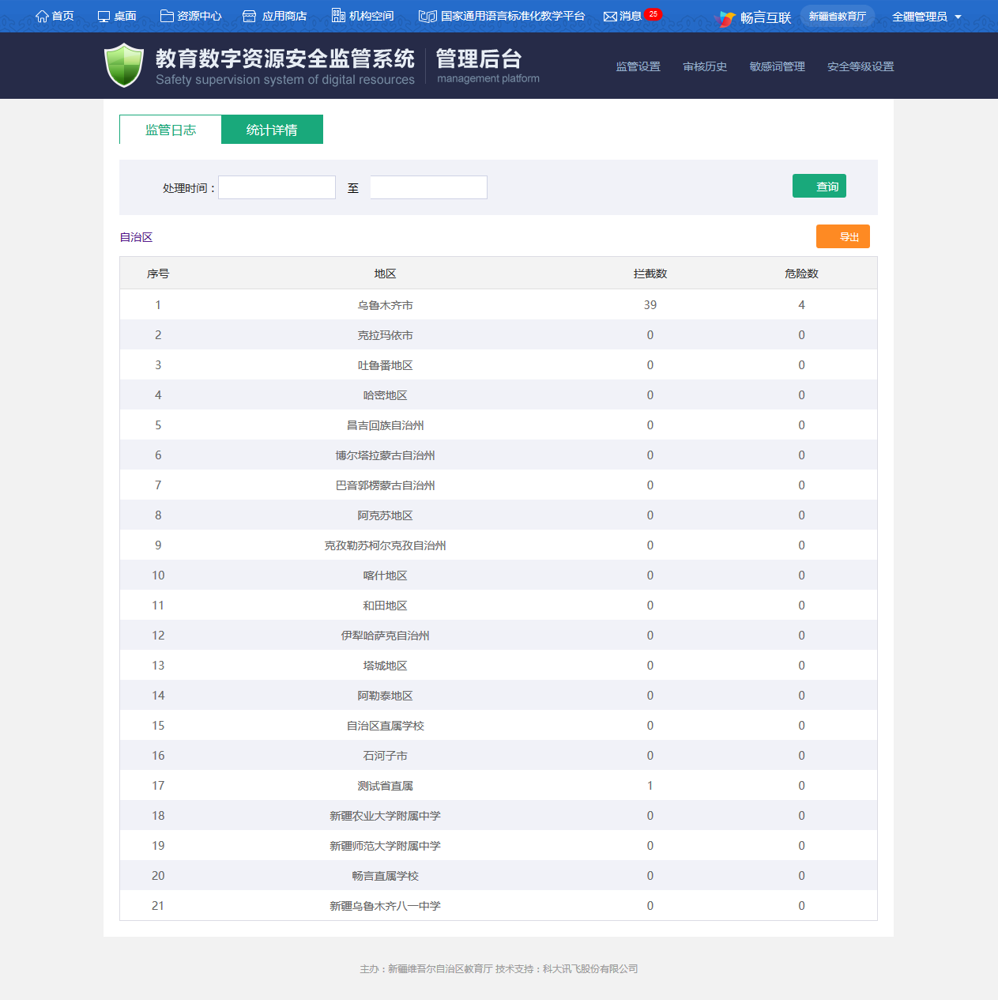 首页 桌面 资源中心 应用商店 机构空间 国家通用语言标准化教学平台 消息 25 畅言互联 新疆省教育厅 全疆管理员
教育数字资源安全监管系统 管理后台
Safety supervision system of digital resources management platform
监管设置 审核历史 敏感词管理 安全等级设置
监管日志 统计详情
处理时间： 至 查询
自治区 导出
序号 地区 拦截数 危险数
1 乌鲁木齐市 39 4
2 克拉玛依市 0 0
3 吐鲁番地区 0 0
4 哈密地区 0 0
5 昌吉回族自治州 0 0
6 博尔塔拉蒙古自治州 0 0
7 巴音郭楞蒙古自治州 0 0
8 阿克苏地区 0 0
9 克孜勒苏柯尔克孜自治州 0 0
10 喀什地区 0 0
11 和田地区 0 0
12 伊犁哈萨克自治州 0 0
13 塔城地区 0 0
14 阿勒泰地区 0 0
15 自治区直属学校 0 0
16 石河子市 0 0
17 测试省直属 1 0
18 新疆农业大学附属中学 0 0
19 新疆师范大学附属中学 0 0
20 畅言直属学校 0 0
21 新疆乌鲁木齐八一中学 0 0
主办：新疆维吾尔自治区教育厅 技术支持：科大讯飞股份有限公司